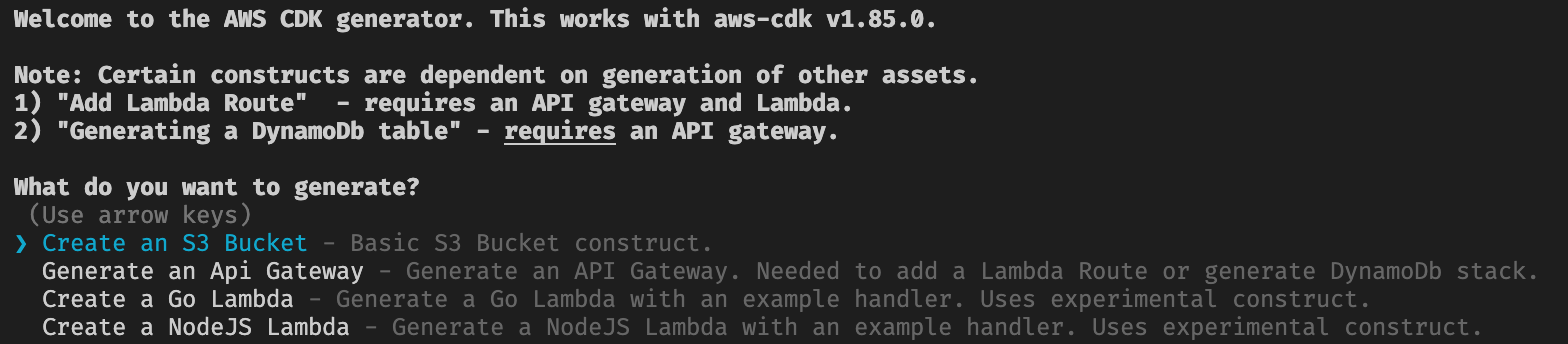 Welcome to the AWS CDK generator. This works with aws-cdk v1.85.0.
Note: Certain constructs are dependent on generation of other assets.
1) "Add Lambda Route"  - requires an API gateway and Lambda.
2) "Generating a DynamoDb table" - requires an API gateway.
What do you want to generate?
(Use arrow keys)
❯ Create an S3 Bucket - Basic S3 Bucket construct.
Generate an Api Gateway - Generate an API Gateway. Needed to add a Lambda Route or generate DynamoDb stack.
Create a Go Lambda - Generate a Go Lambda with an example handler. Uses experimental construct.
Create a NodeJS Lambda - Generate a NodeJS Lambda with an example handler. Uses experimental construct.